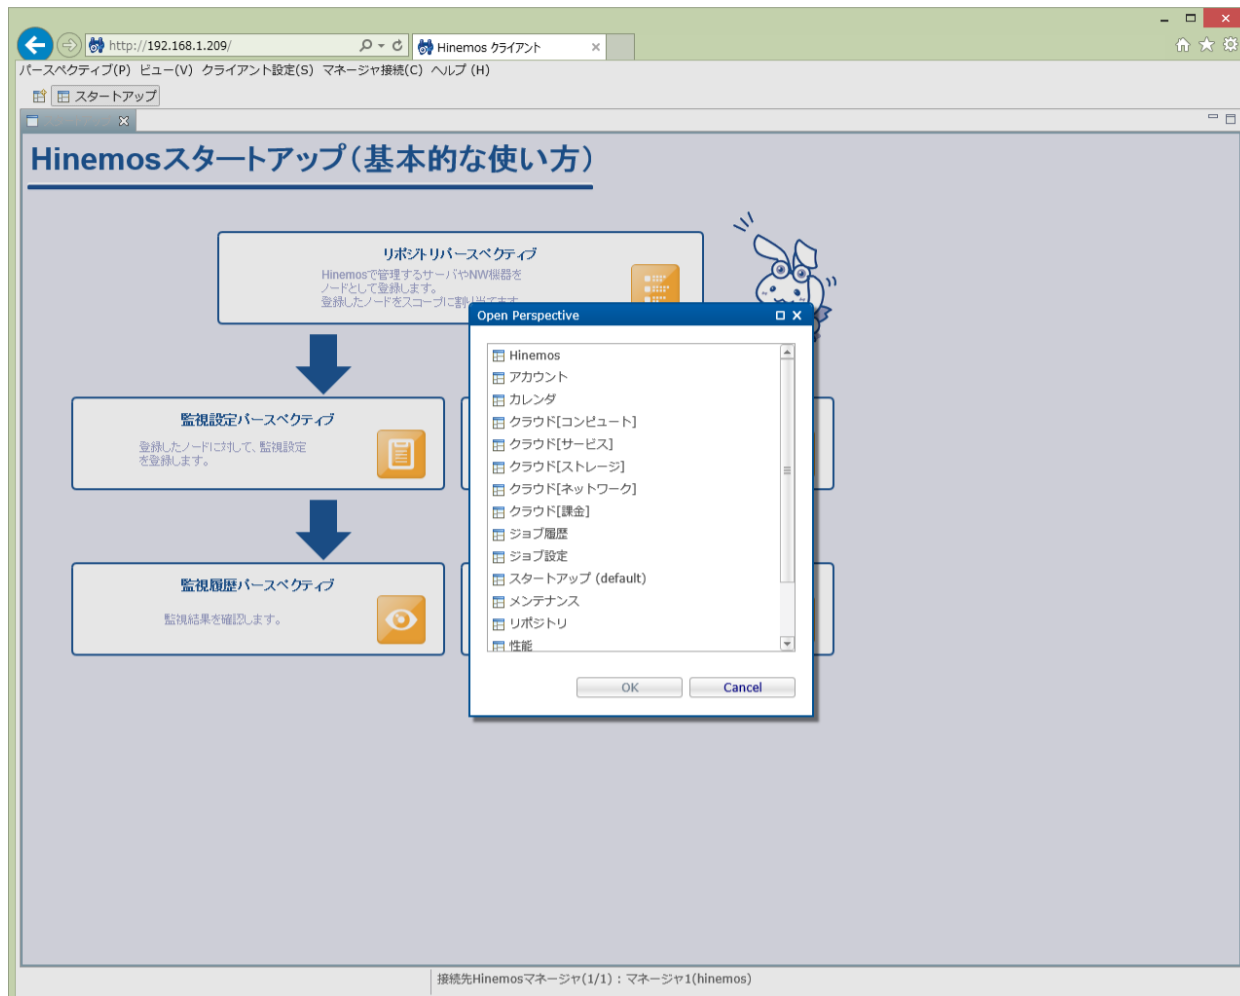 http://192.168.1.209/
Hinemos クライアント
パースペクティブ(P) ビュー(V) クライアント設定(S) マネージャ接続(C) ヘルプ (H)
スタートアップ
Hinemosスタートアップ(基本的な使い方)
リポジトリパースペクティブ
Hinemosで管理するサーバやNW機器を
ノードとして登録します。
登録したノードをスコープに割り当てます
監視設定パースペクティブ
登録したノードに対して、監視設定
を登録します。
監視履歴パースペクティブ
監視結果を確認します。
Open Perspective
Hinemos
アカウント
カレンダ
クラウド[コンピュート]
クラウド[サービス]
クラウド[ストレージ]
クラウド[ネットワーク]
クラウド[課金]
ジョブ履歴
ジョブ設定
スタートアップ (default)
メンテナンス
リポジトリ
性能
OK
Cancel
接続先Hinemosマネージャ(1/1) : マネージャ1(hinemos)